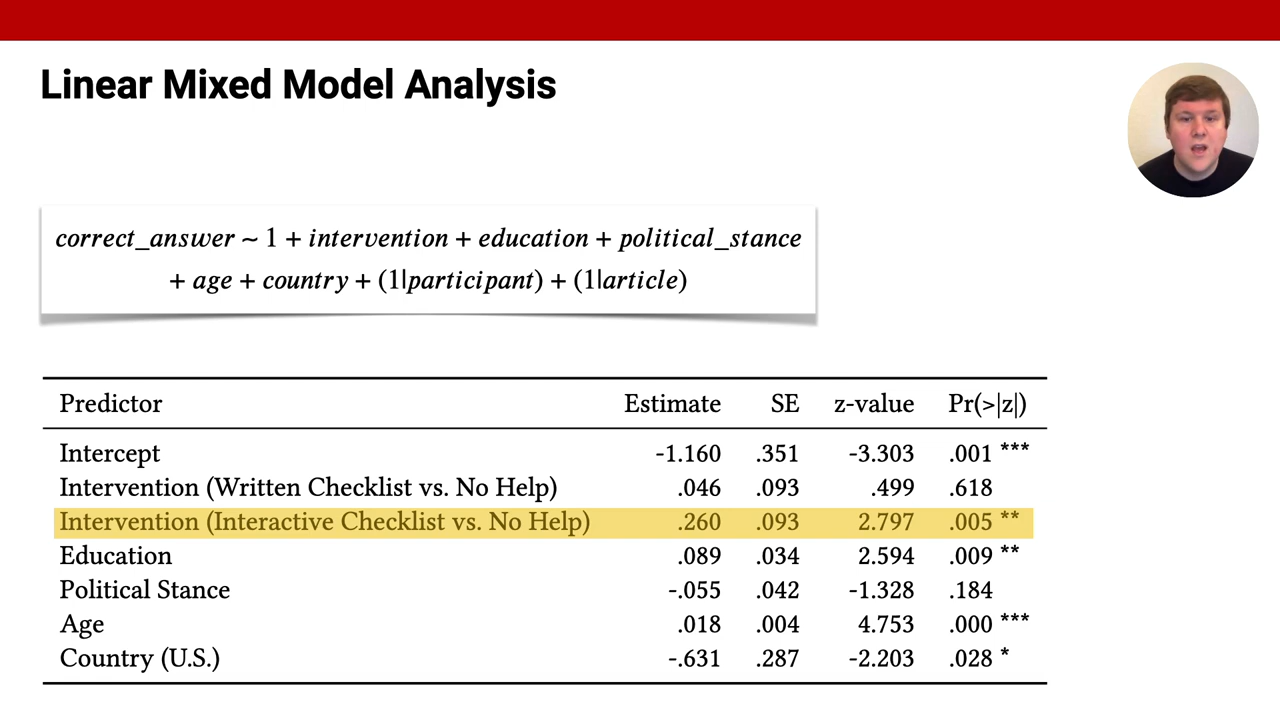 Linear Mixed Model Analysis
correct_answer ~ 1 + intervention + education + political_stance
+ age + country + (1|participant) + (1|article)
Predictor Estimate SE z-value Pr(>|z|)
Intercept -1.160 .351 -3.303 .001 ***
Intervention (Written Checklist vs. No Help) .046 .093 .499 .618
Intervention (Interactive Checklist vs. No Help) .260 .093 2.797 .005 **
Education .089 .034 2.594 .009 **
Political Stance -.055 .042 -1.328 .184
Age .018 .004 4.753 .000 ***
Country (U.S.) -.631 .287 -2.203 .028 *